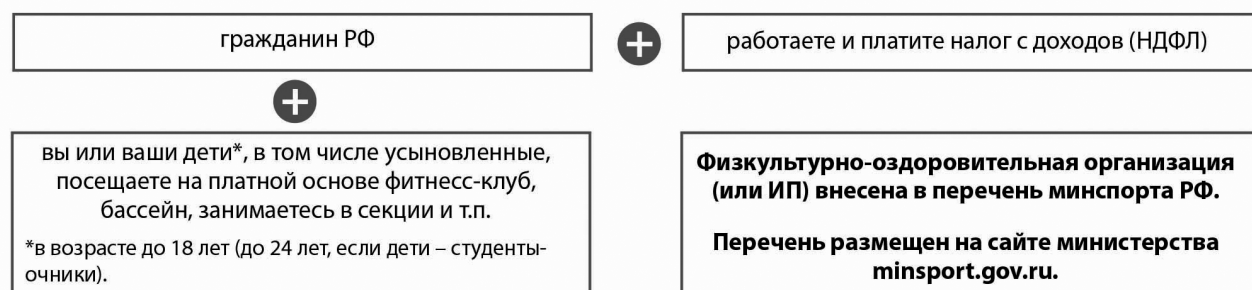 гражданин РФ
работаете и платите налог с доходов (НДФЛ)
вы или ваши дети*, в том числе усыновленные,
посещаете на платной основе фитнесс-клуб,
бассейн, занимаетесь в секции и т.п.
*в возрасте до 18 лет (до 24 лет, если дети – студенты-
очники).
Физкультурно-оздоровительная организация
(или ИП) внесена в перечень минспорта РФ.
Перечень размещен на сайте министерства
minsport.gov.ru.